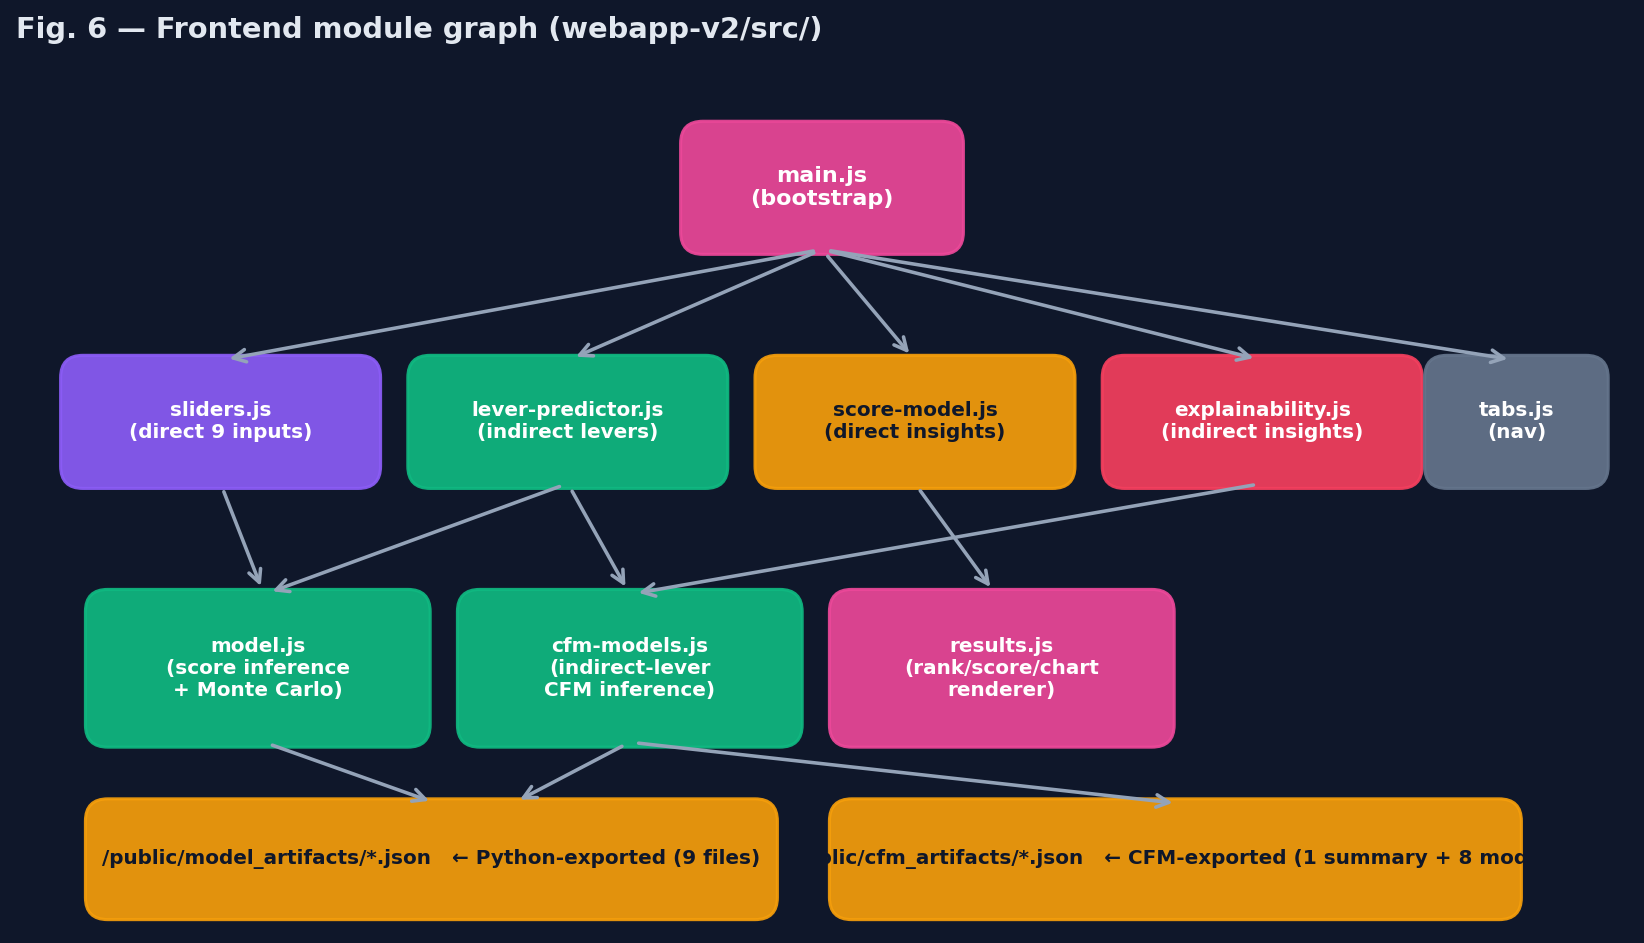 Fig. 6 — Frontend module graph (webapp-v2/src/)
main.js
(bootstrap)
sliders.js
(direct 9 inputs)
lever-predictor.js
(indirect levers)
score-model.js
(direct insights)
explainability.js
(indirect insights)
tabs.js
(nav)
model.js
(score inference
+ Monte Carlo)
cfm-models.js
(indirect-lever
CFM inference)
results.js
(rank/score/chart
renderer)
/public/model_artifacts/*.json ← Python-exported (9 files)
lic/cfm_artifacts/*.json ← CFM-exported (1 summary + 8 mod